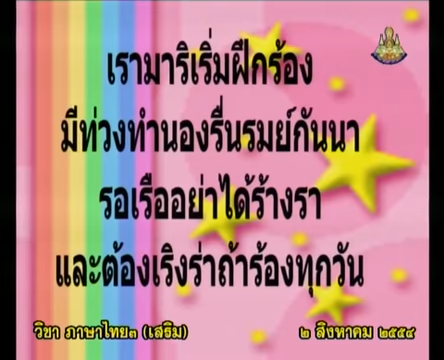 เรามาริเริ่มฝึกร้อง
มีท่วงทำนองรื่นรมย์กันนา
รอเรืออย่าได้ร้างรา
และต้องเริงร่าถ้าร้องทุกวัน
วิชา ภาษาไทย๓ (เสริม)
๒ สิงหาคม ๒๕๕๔